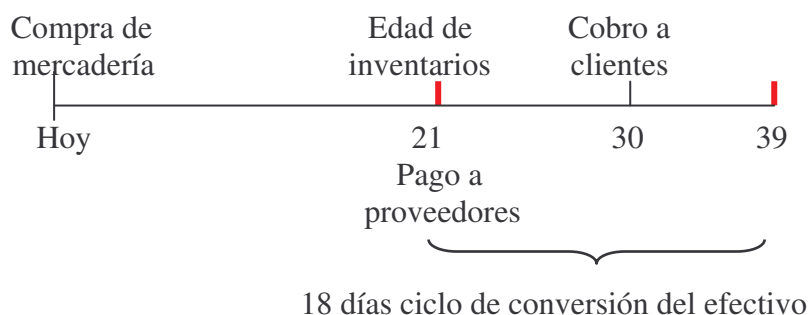 Compra de
mercadería
Edad de
inventarios
Cobro a
clientes
Hoy
21
30
39
Pago a
proveedores
18 días ciclo de conversión del efectivo